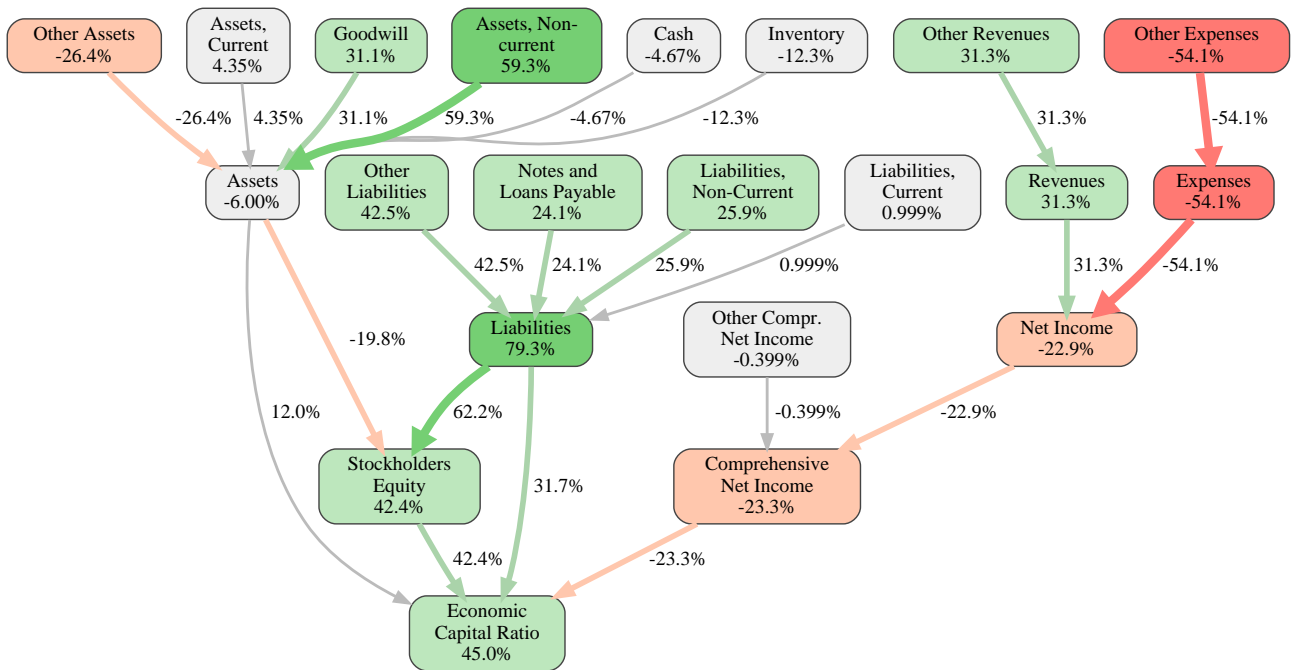 Other Assets
-26.4%
Assets,
Current
4.35%
Goodwill
31.1%
Assets, Non-
current
59.3%
Cash
-4.67%
Inventory
-12.3%
Other Revenues
31.3%
Other Expenses
-54.1%
-26.4%
4.35%
31.1%
59.3%
-4.67%
-12.3%
31.3%
-54.1%
Assets
-6.00%
Other
Liabilities
42.5%
Notes and
Loans Payable
24.1%
Liabilities,
Non-Current
25.9%
Liabilities,
Current
0.999%
Revenues
31.3%
Expenses
-54.1%
42.5%
24.1%
25.9%
0.999%
31.3%
-54.1%
-19.8%
Liabilities
79.3%
Other Compr.
Net Income
-0.399%
Net Income
-22.9%
12.0%
62.2%
-0.399%
-22.9%
Stockholders
Equity
42.4%
31.7%
Comprehensive
Net Income
-23.3%
42.4%
-23.3%
Economic
Capital Ratio
45.0%